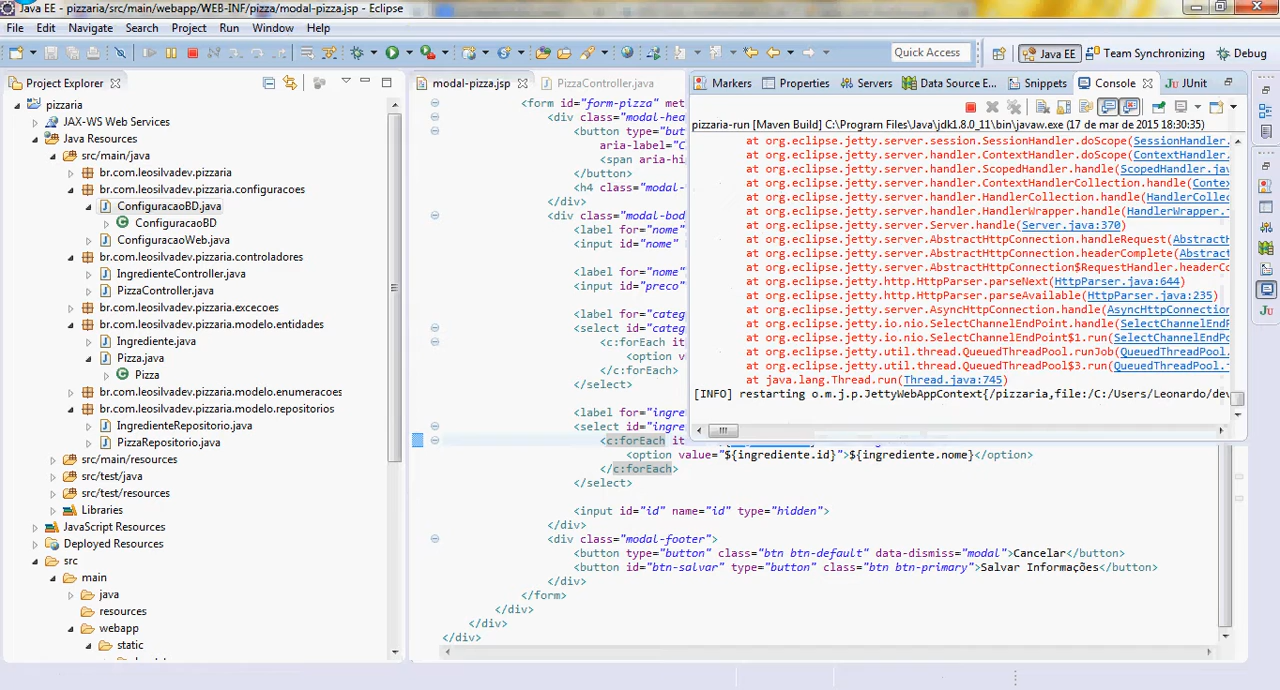 Java EE - pizzaria/src/main/webapp/WEB-INF/pizza/modal-pizza.jsp - Eclipse
File Edit Navigate Search Project Run Window Help
Quick Access
Java EE Team Synchronizing Debug
Project Explorer
pizzaria
JAX-WS Web Services
Java Resources
src/main/java
br.com.leosilvadev.pizzaria
br.com.leosilvadev.pizzaria.configuracoes
ConfiguracaoBD.java
ConfiguracaoBD
ConfiguracaoWeb.java
br.com.leosilvadev.pizzaria.controladores
IngredienteController.java
PizzaController.java
br.com.leosilvadev.pizzaria.excecoes
br.com.leosilvadev.pizzaria.modelo.entidades
Ingrediente.java
Pizza.java
Pizza
br.com.leosilvadev.pizzaria.modelo.enumeracoes
br.com.leosilvadev.pizzaria.modelo.repositorios
IngredienteRepositorio.java
PizzaRepositorio.java
src/main/resources
src/test/java
src/test/resources
Libraries
JavaScript Resources
Deployed Resources
src
main
java
resources
webapp
static
modal-pizza.jsp PizzaController.java
<form id="form-pizza" met
<div class="modal-hea
<button type="but
aria-label="C
<span aria-hi
</button>
<h4 class="modal-
</div>
<div class="modal-bod
<label for="nome"
<input id="nome"
<label for="nome"
<input id="preco"
<label for="categ
<select id="categ
<c:forEach it
<option v
</c:forEach>
</select>
<label for="ingre
<select id="ingre
<c:forEach it
<option value="${ingrediente.id}">${ingrediente.nome}</option>
</c:forEach>
</select>
<input id="id" name="id" type="hidden">
</div>
<div class="modal-footer">
<button type="button" class="btn btn-default" data-dismiss="modal">Cancelar</button>
<button id="btn-salvar" type="button" class="btn btn-primary">Salvar Informações</button>
</div>
</form>
</div>
</div>
</div>
Markers Properties Servers Data Source E... Snippets Console JUnit
pizzaria-run [Maven Build] C:\Program Files\Java\jdk1.8.0_11\bin\javaw.exe (17 de mar de 2015 18:30:35)
at org.eclipse.jetty.server.session.SessionHandler.doScope(SessionHandler.
at org.eclipse.jetty.server.handler.ContextHandler.doScope(ContextHandler.
at org.eclipse.jetty.server.handler.ScopedHandler.handle(ScopedHandler.jav
at org.eclipse.jetty.server.handler.ContextHandlerCollection.handle(Contex
at org.eclipse.jetty.server.handler.HandlerCollection.handle(HandlerCollec
at org.eclipse.jetty.server.handler.HandlerWrapper.handle(HandlerWrapper.j
at org.eclipse.jetty.server.Server.handle(Server.java:370)
at org.eclipse.jetty.server.AbstractHttpConnection.handleRequest(AbstractH
at org.eclipse.jetty.server.AbstractHttpConnection.headerComplete(Abstract
at org.eclipse.jetty.server.AbstractHttpConnection$RequestHandler.headerCo
at org.eclipse.jetty.http.HttpParser.parseNext(HttpParser.java:644)
at org.eclipse.jetty.http.HttpParser.parseAvailable(HttpParser.java:235)
at org.eclipse.jetty.server.AsyncHttpConnection.handle(AsyncHttpConnection
at org.eclipse.jetty.io.nio.SelectChannelEndPoint.handle(SelectChannelEndP
at org.eclipse.jetty.io.nio.SelectChannelEndPoint$1.run(SelectChannelEndPo
at org.eclipse.jetty.util.thread.QueuedThreadPool.runJob(QueuedThreadPool.
at org.eclipse.jetty.util.thread.QueuedThreadPool$3.run(QueuedThreadPool.j
at java.lang.Thread.run(Thread.java:745)
[INFO] restarting o.m.j.p.JettyWebAppContext{/pizzaria,file:/C:/Users/Leonardo/dev